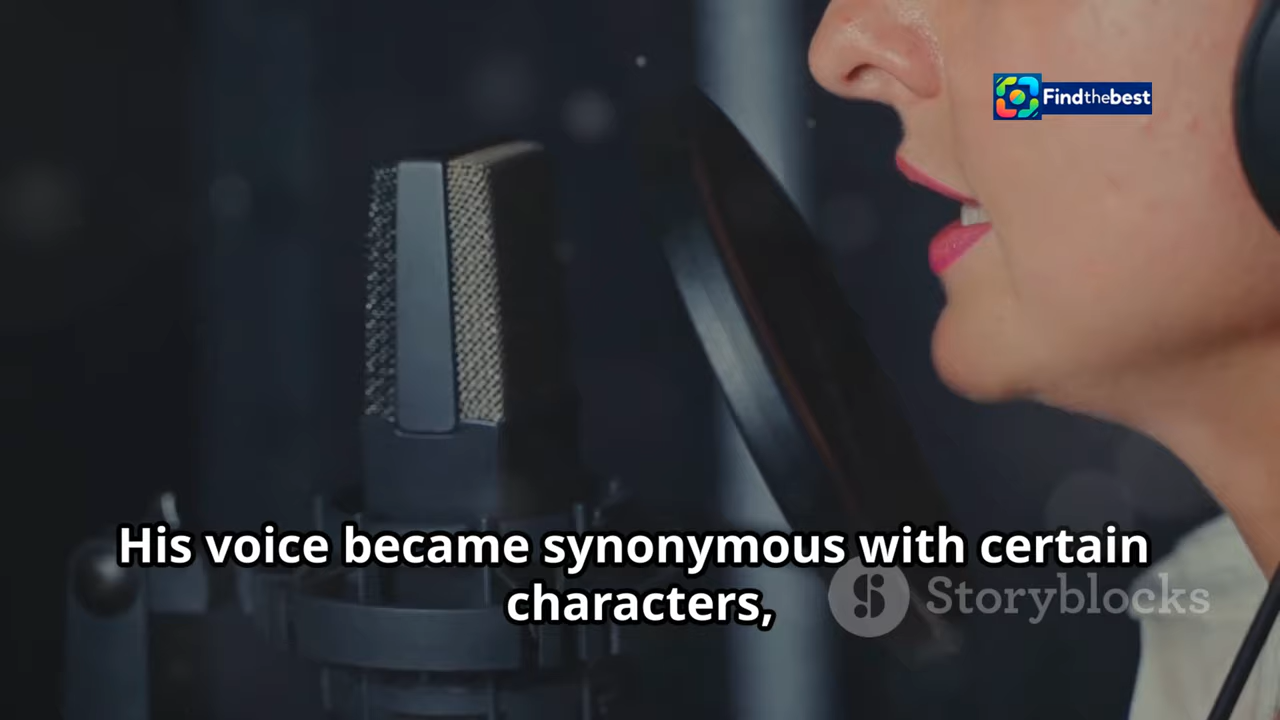 Findthebest
His voice became synonymous with certain
characters,
Storyblocks